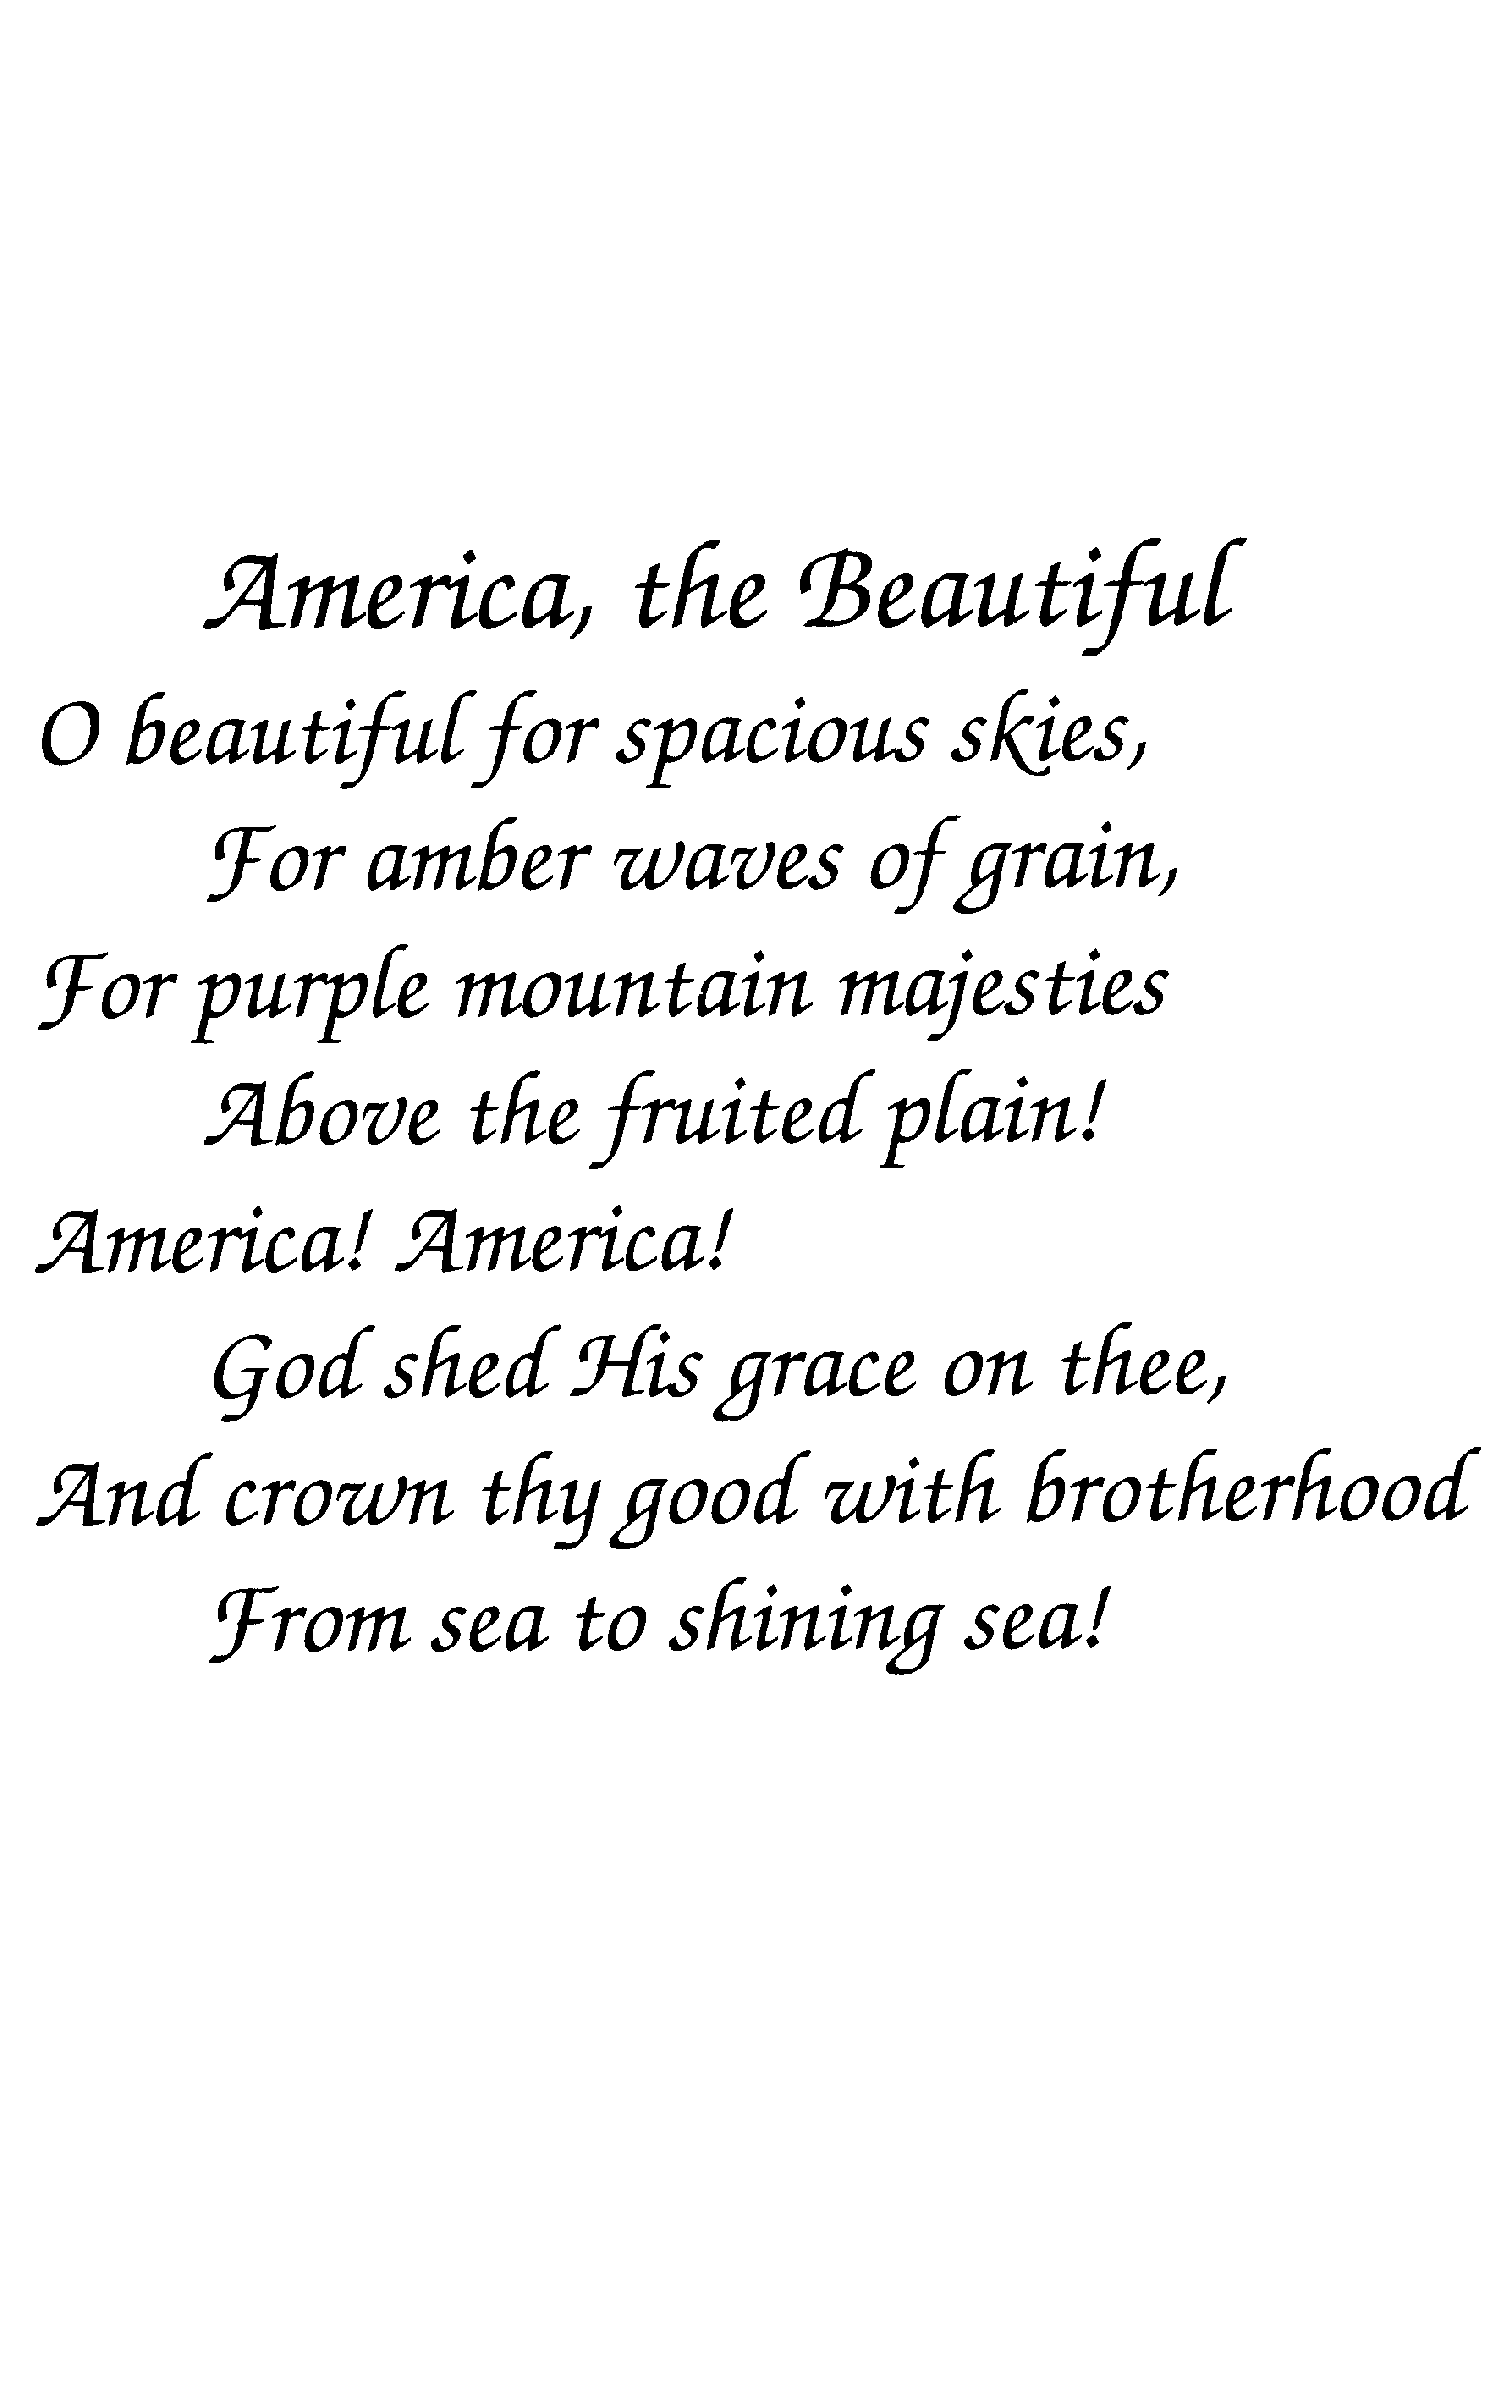 America, the Beautiful
O beautiful for spacious skies,
For amber waves of grain,
For purple mountain majesties
Above the fruited plain!
America! America!
God shed His grace on thee,
And crown thy good with brotherhood
From sea to shining sea!